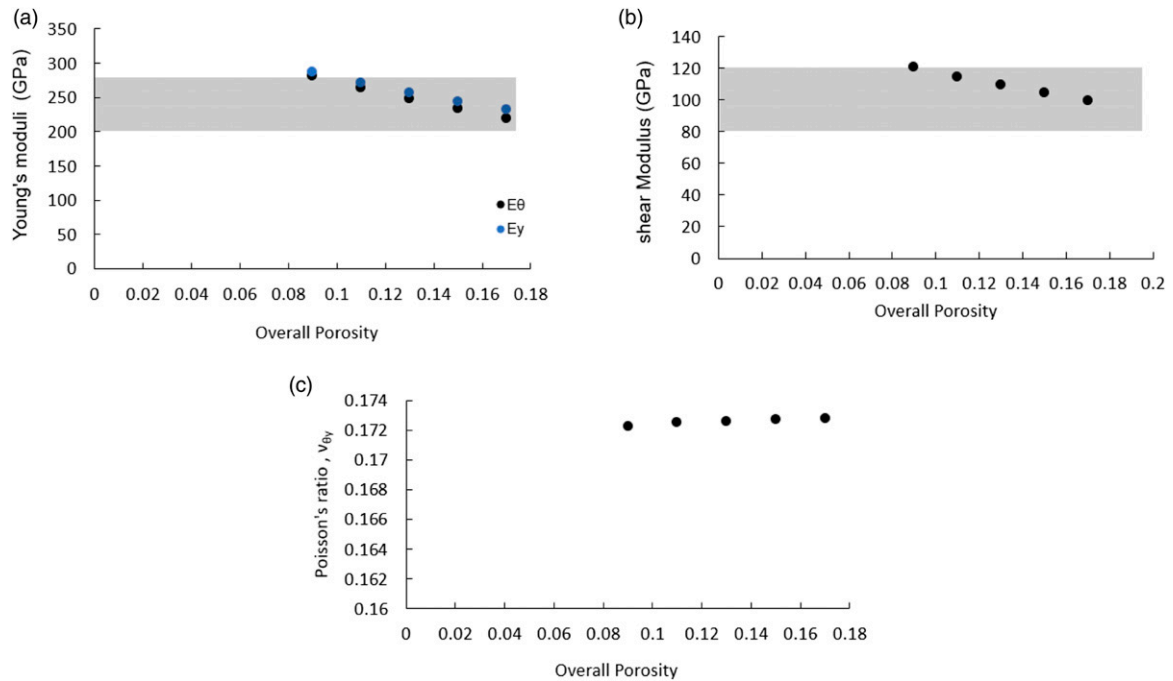 (a)
350
300
250
200
150
100
50
0
Young's moduli (GPa)
Eθ
Ey
0 0.02 0.04 0.06 0.08 0.1 0.12 0.14 0.16 0.18
Overall Porosity
(b)
140
120
100
80
60
40
20
0
shear Modulus (GPa)
0 0.02 0.04 0.06 0.08 0.1 0.12 0.14 0.16 0.18 0.2
Overall Porosity
(c)
0.174
0.172
0.17
0.168
0.166
0.164
0.162
0.16
Poisson's ratio , νθy
0 0.02 0.04 0.06 0.08 0.1 0.12 0.14 0.16 0.18
Overall Porosity